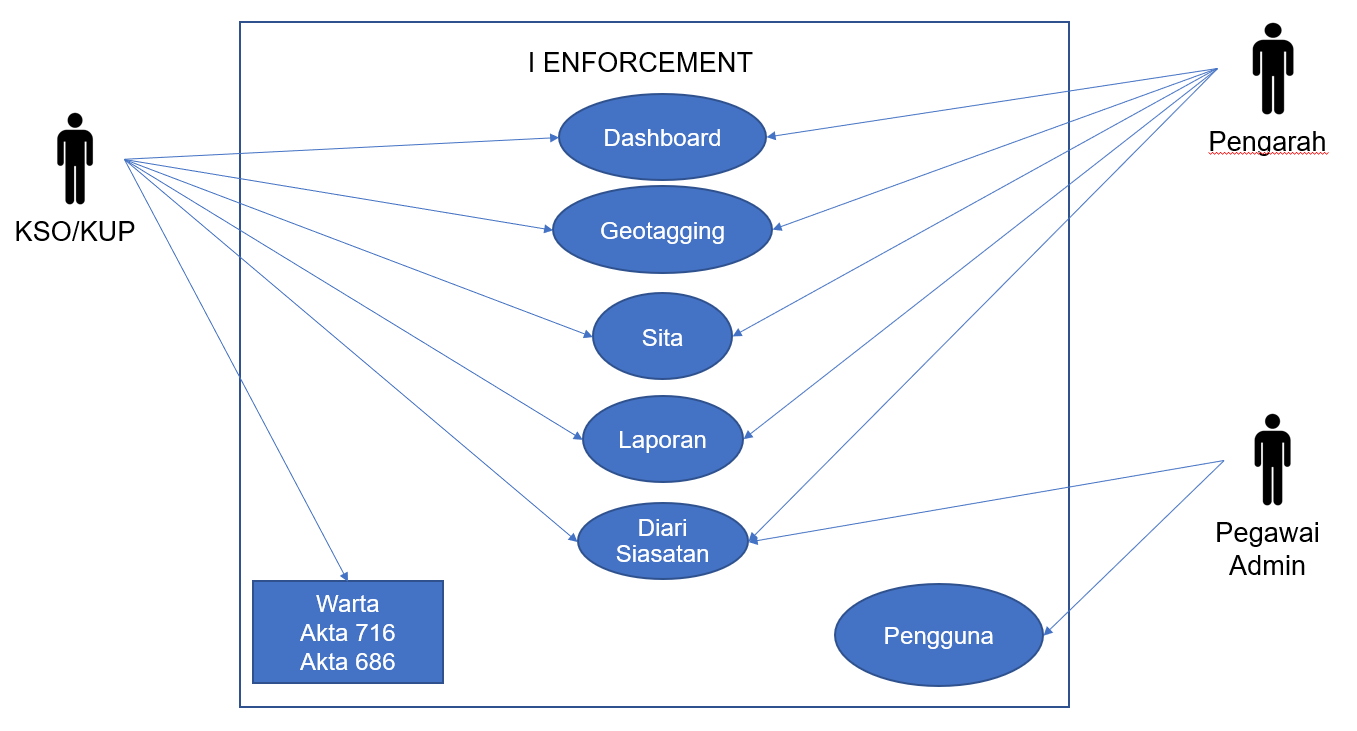 I ENFORCEMENT
Dashboard
Pengarah
KSO/KUP
Geotagging
Sita
Laporan
Diari
Siasatan
Pegawai
Admin
Warta
Akta 716
Akta 686
Pengguna